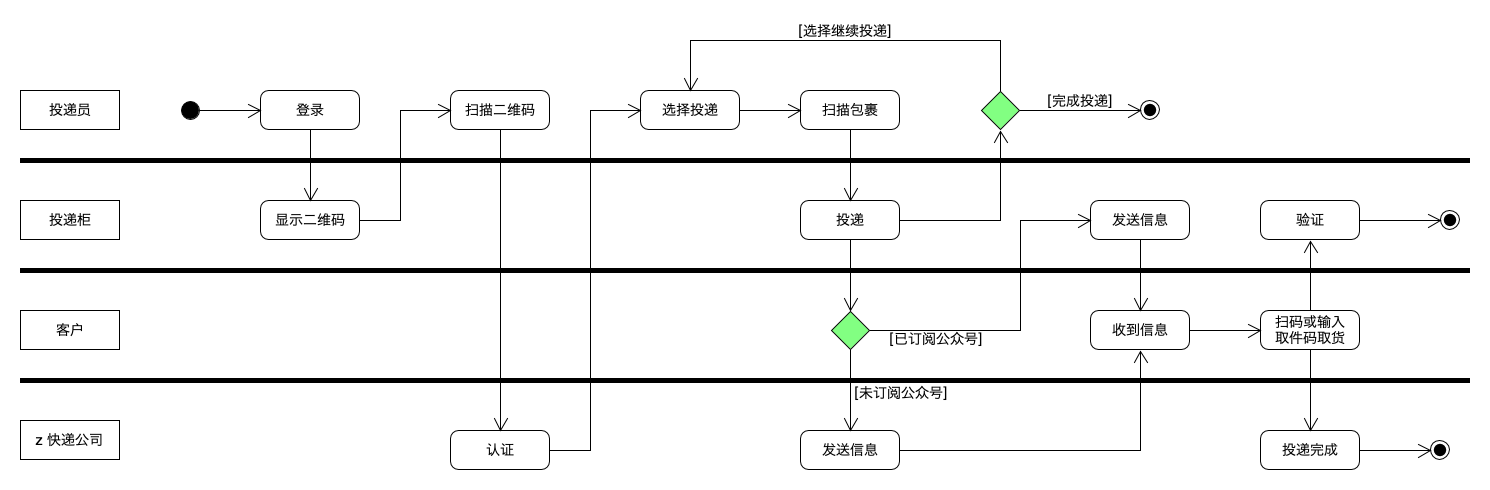 [选择继续投递]
投递员
登录
扫描二维码
选择投递
扫描包裹
[完成投递]
投递柜
显示二维码
投递
发送信息
验证
客户
[已订阅公众号]
收到信息
扫码或输入
取件码取货
[未订阅公众号]
z 快递公司
认证
发送信息
投递完成